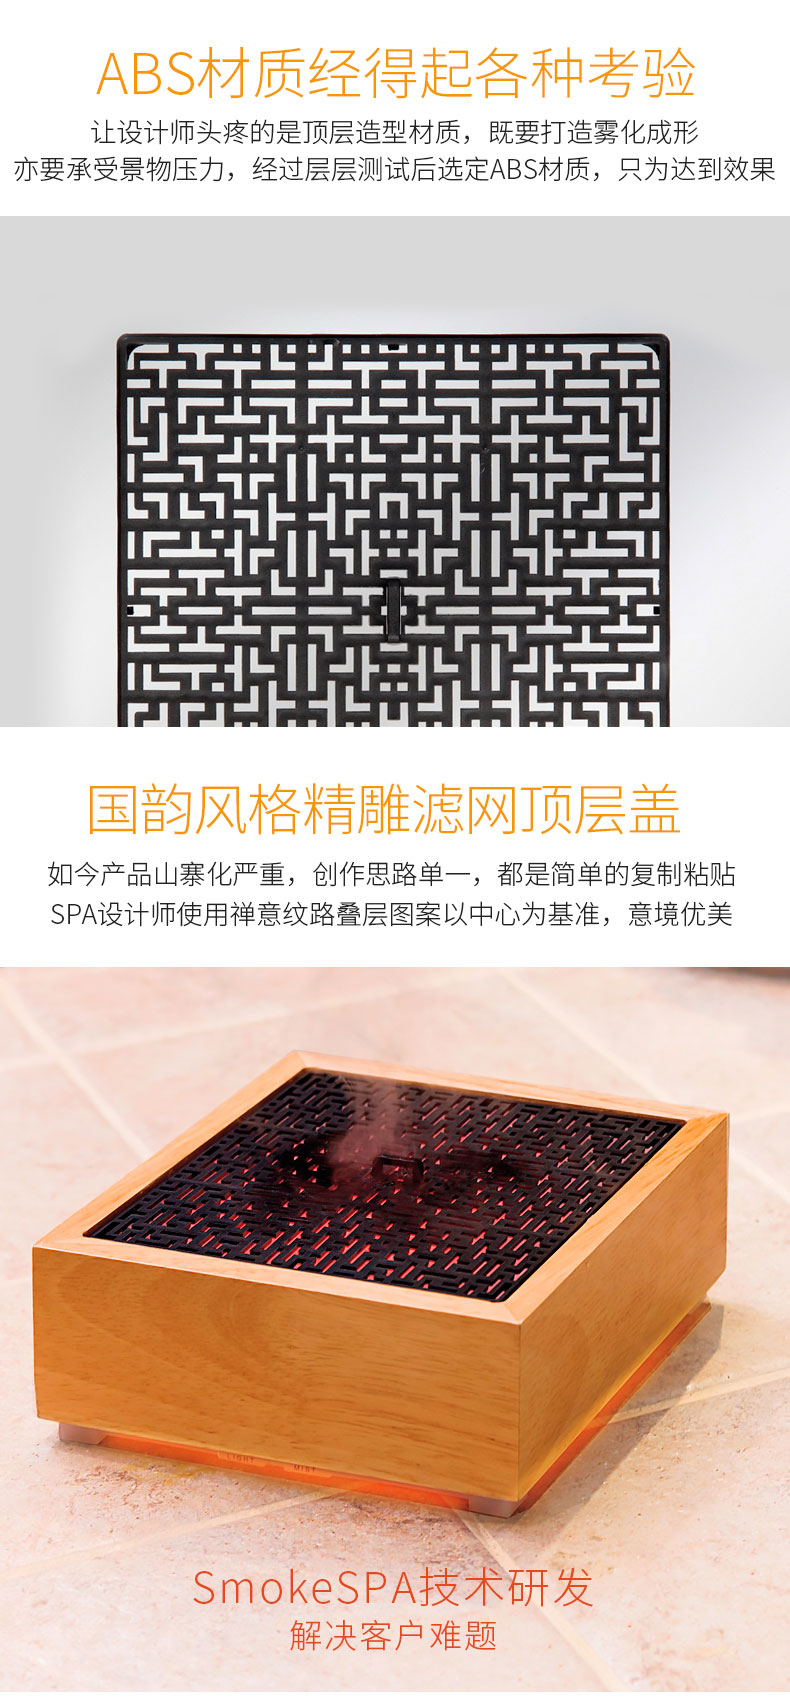 ABS材质经得起各种考验
让设计师头疼的是顶层造型材质，既要打造雾化成形
亦要承受景物压力，经过层层测试后选定ABS材质，只为达到效果
国韵风格精雕滤网顶层盖
如今产品山寨化严重，创作思路单一，都是简单的复制粘贴
SPA设计师使用禅意纹路叠层图案以中心为基准，意境优美
LIGHT
MIST
SmokeSPA技术研发
解决客户难题